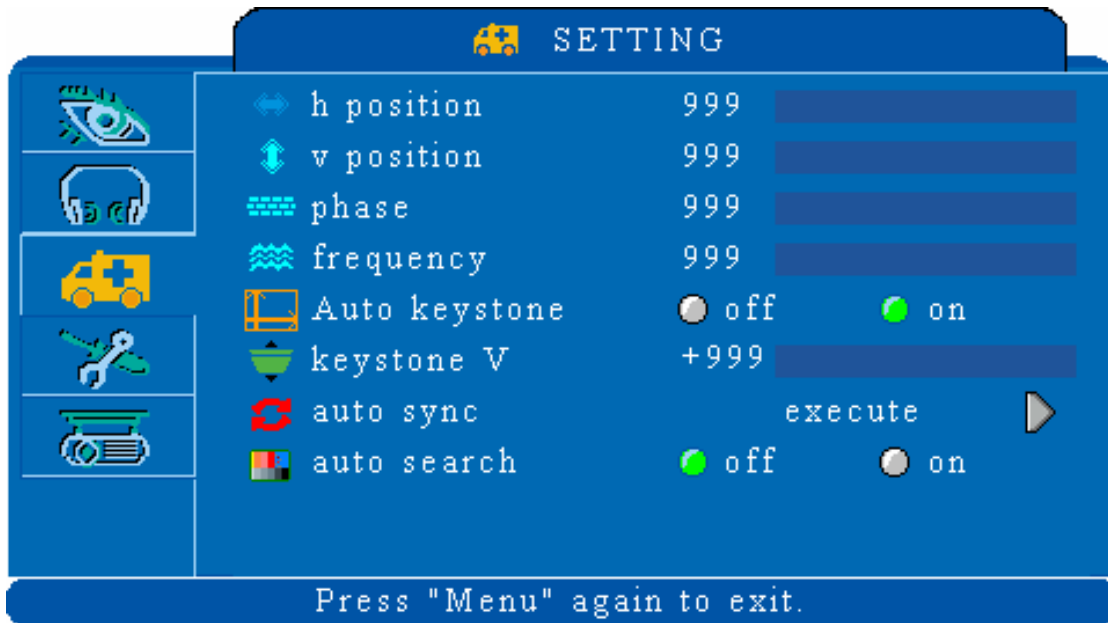 SETTING
h position 999
v position 999
phase 999
frequency 999
Auto keystone off on
keystone V +999
auto sync execute
auto search off on
Press "Menu" again to exit.